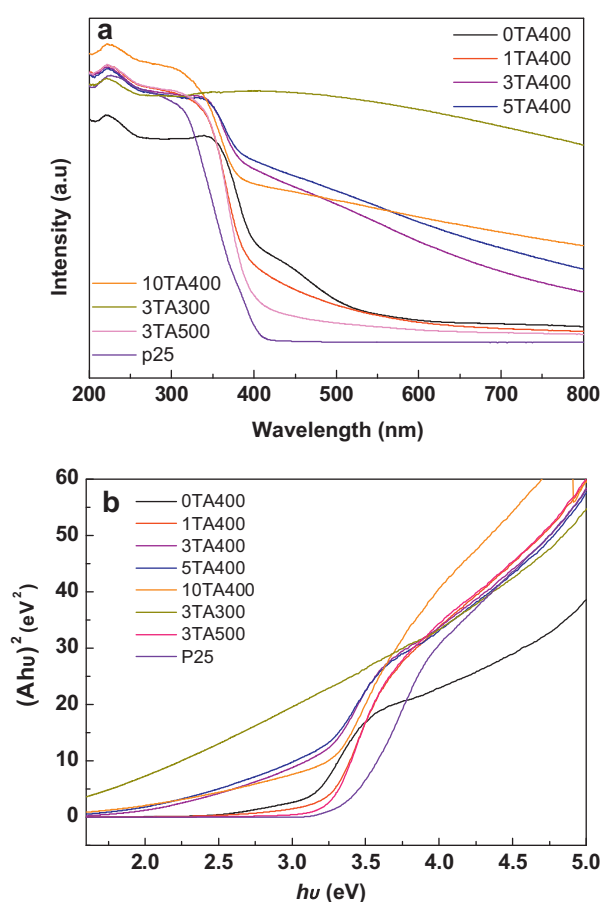 a
0TA400
1TA400
3TA400
5TA400
Intensity (a.u)
10TA400
3TA300
3TA500
p25
200 300 400 500 600 700 800
Wavelength (nm)
b
0TA400
1TA400
3TA400
5TA400
10TA400
3TA300
3TA500
P25
(Ahυ)² (eV²)
60
50
40
30
20
10
0
2.0 2.5 3.0 3.5 4.0 4.5 5.0
hυ (eV)